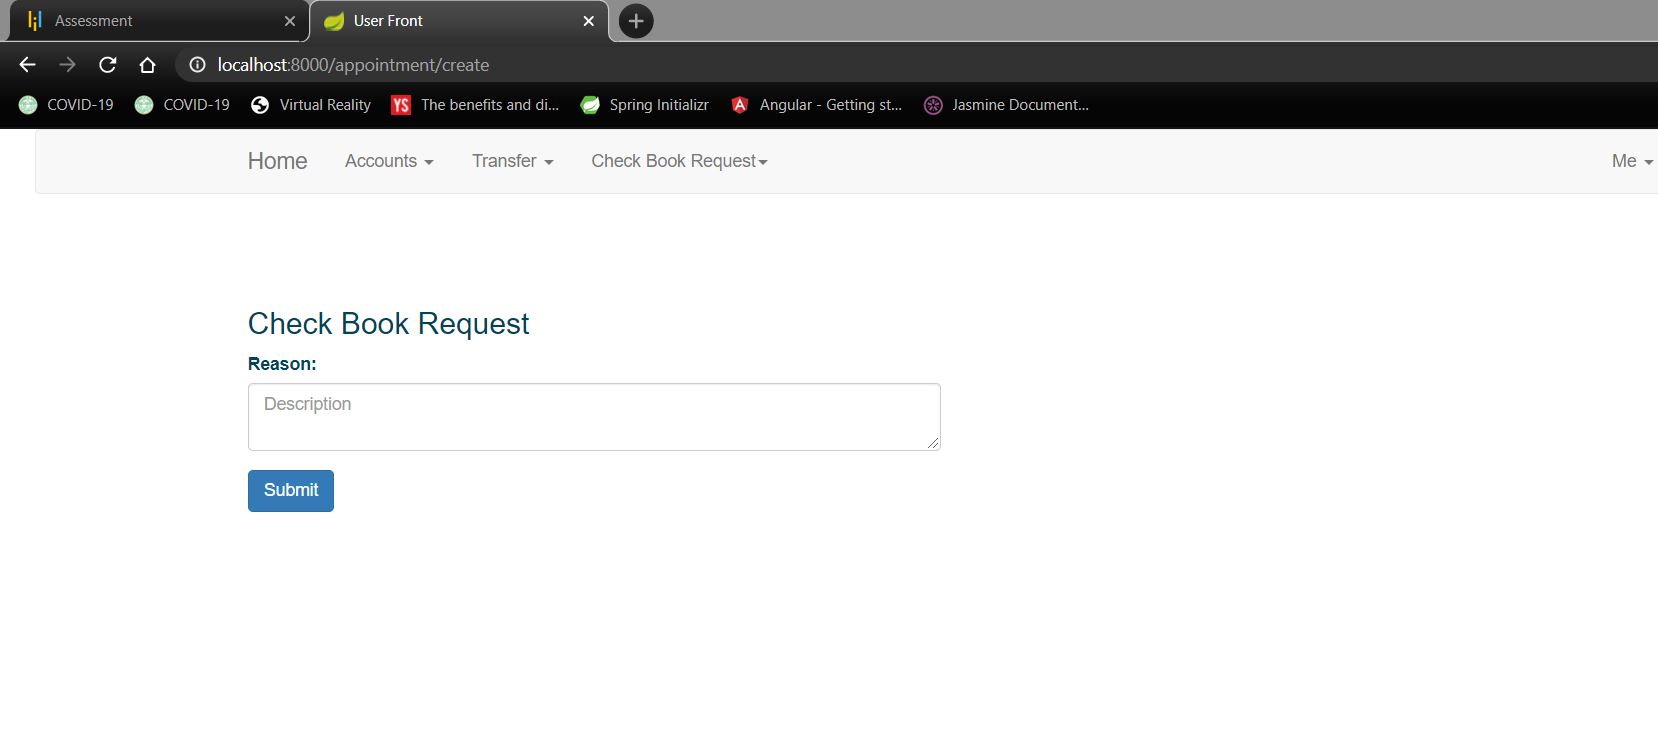 Assessment
User Front
localhost:8000/appointment/create
COVID-19 COVID-19 Virtual Reality YS The benefits and di... Spring Initializr A Angular - Getting st... Jasmine Document...
Home Accounts Transfer Check Book Request Me
Check Book Request
Reason:
Description
Submit